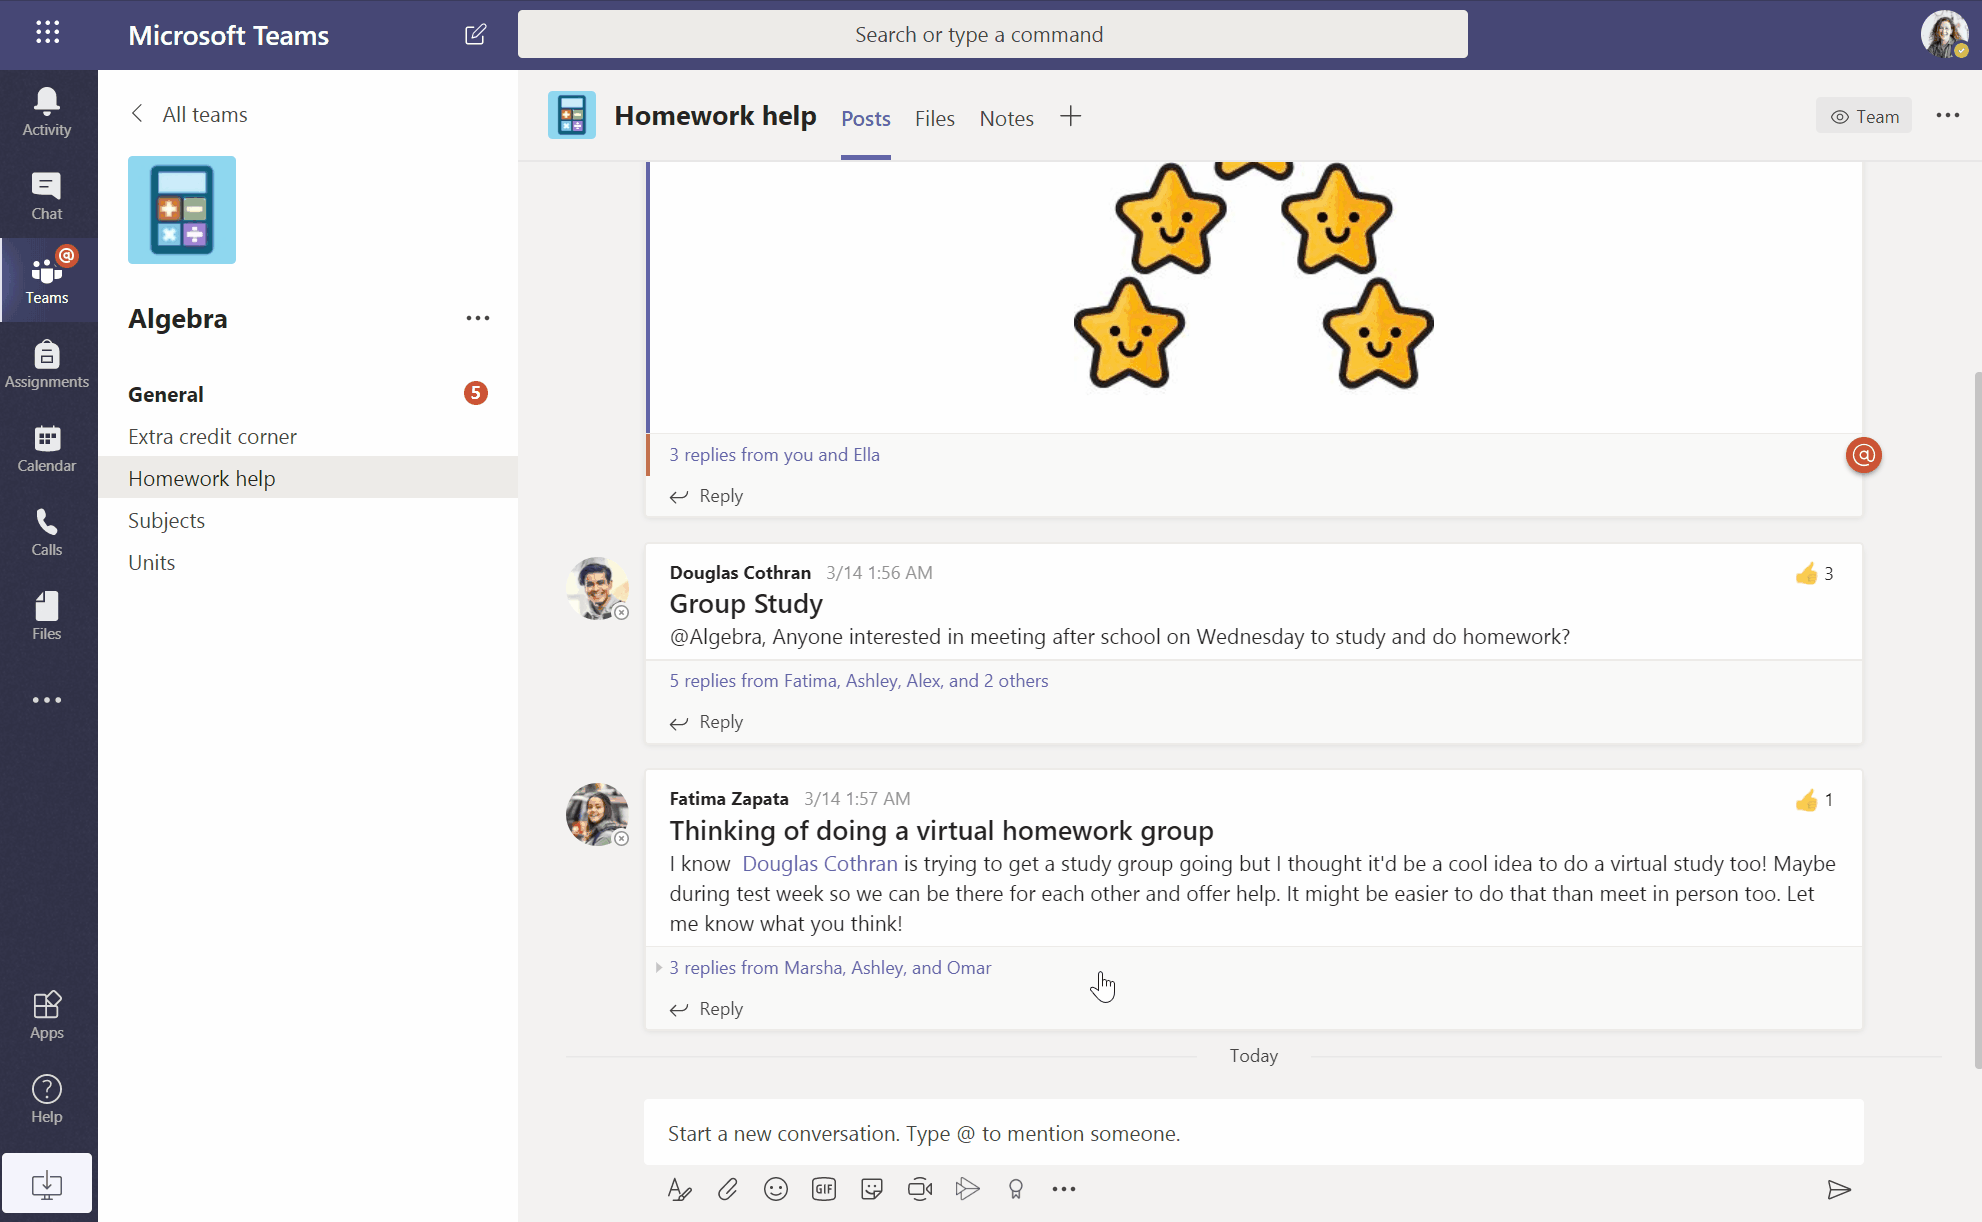 Microsoft Teams
Search or type a command
Activity
Chat
@
Teams
Assignments
Calendar
Calls
Files
Apps
Help
All teams
Algebra
General
5
Extra credit corner
Homework help
Subjects
Units
Homework help
Posts
Files
Notes
Team
3 replies from you and Ella
@
Reply
Douglas Cothran 3/14 1:56 AM
3
Group Study
@Algebra, Anyone interested in meeting after school on Wednesday to study and do homework?
5 replies from Fatima, Ashley, Alex, and 2 others
Reply
Fatima Zapata 3/14 1:57 AM
1
Thinking of doing a virtual homework group
I know Douglas Cothran is trying to get a study group going but I thought it'd be a cool idea to do a virtual study too! Maybe
during test week so we can be there for each other and offer help. It might be easier to do that than meet in person too. Let
me know what you think!
3 replies from Marsha, Ashley, and Omar
Reply
Today
Start a new conversation. Type @ to mention someone.
GIF